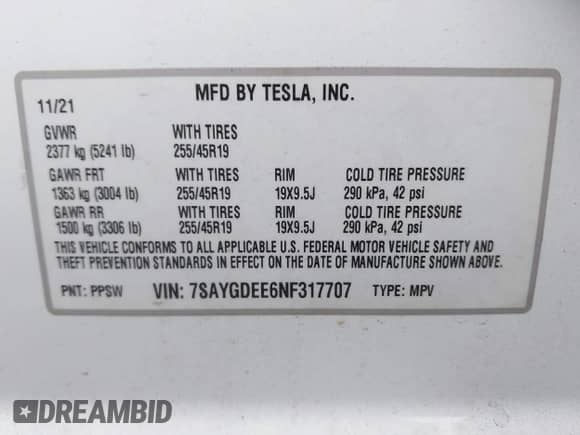 MFD BY TESLA, INC.
11/21
GVWR WITH TIRES
2377 kg (5241 lb) 255/45R19
GAWR FRT WITH TIRES RIM COLD TIRE PRESSURE
1363 kg (3004 lb) 255/45R19 19X9.5J 290 kPa, 42 psi
GAWR RR WITH TIRES RIM COLD TIRE PRESSURE
1500 kg (3306 lb) 255/45R19 19X9.5J 290 kPa, 42 psi
THIS VEHICLE CONFORMS TO ALL APPLICABLE U.S. FEDERAL MOTOR VEHICLE SAFETY AND
THEFT PREVENTION STANDARDS IN EFFECT ON THE DATE OF MANUFACTURE SHOWN ABOVE.
PNT: PPSW VIN: 7SAYGDEE6NF317707 TYPE: MPV
DREAMBID